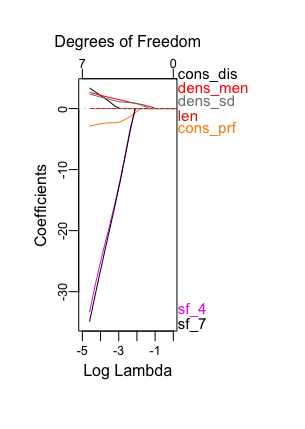 Degrees of Freedom
7 0
cons_dis
dens_men
dens_sd
len
cons_prf
sf_4
sf_7
Coefficients
0
-10
-20
-30
-5 -3 -1
Log Lambda